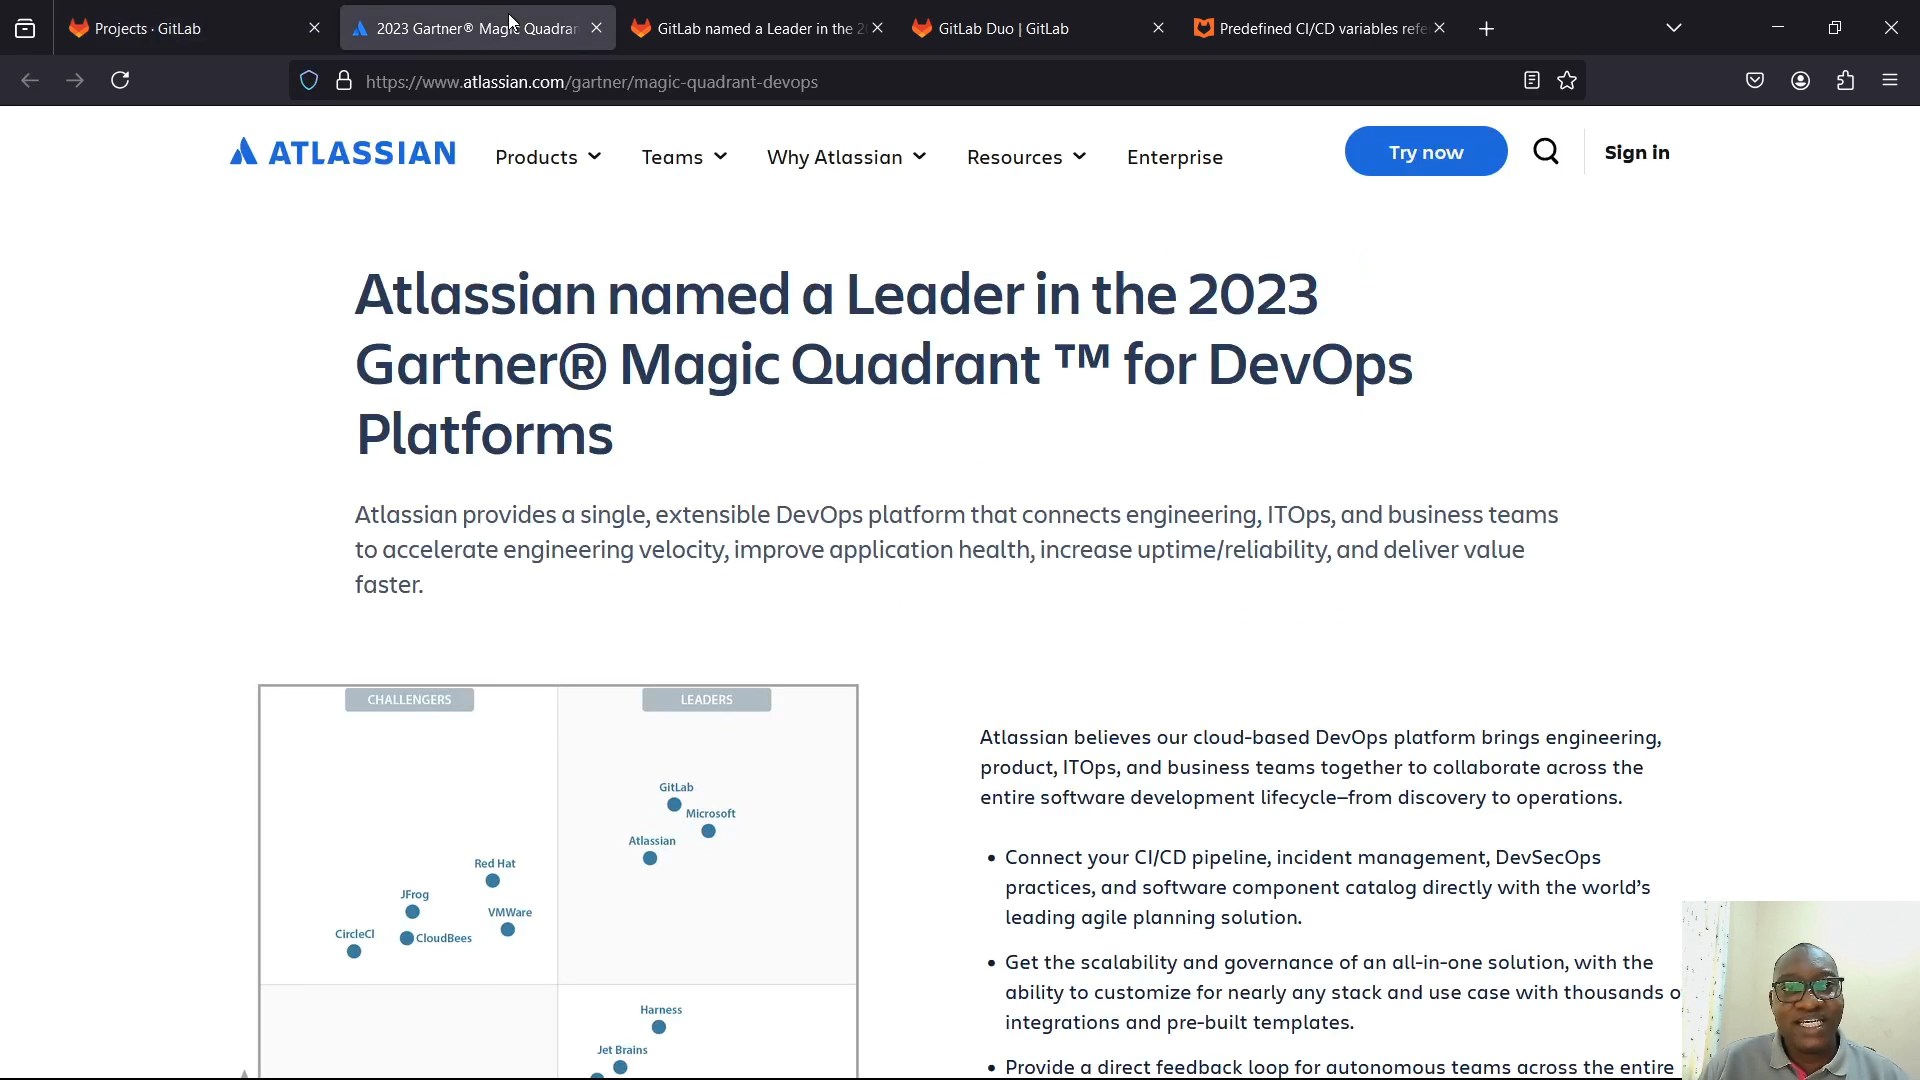 Projects · GitLab
2023 Gartner® Magic Quadran
GitLab named a Leader in the 2
GitLab Duo | GitLab
Predefined CI/CD variables refe
https://www.atlassian.com/gartner/magic-quadrant-devops
ATLASSIAN
Products
Teams
Why Atlassian
Resources
Enterprise
Try now
Sign in
Atlassian named a Leader in the 2023
Gartner® Magic Quadrant ™ for DevOps
Platforms
Atlassian provides a single, extensible DevOps platform that connects engineering, ITOps, and business teams
to accelerate engineering velocity, improve application health, increase uptime/reliability, and deliver value
faster.
CHALLENGERS
LEADERS
GitLab
Microsoft
Atlassian
Red Hat
JFrog
VMWare
CircleCI
CloudBees
Harness
Jet Brains
Atlassian believes our cloud-based DevOps platform brings engineering,
product, ITOps, and business teams together to collaborate across the
entire software development lifecycle—from discovery to operations.
• Connect your CI/CD pipeline, incident management, DevSecOps
practices, and software component catalog directly with the world’s
leading agile planning solution.
• Get the scalability and governance of an all-in-one solution, with the
ability to customize for nearly any stack and use case with thousands o
integrations and pre-built templates.
• Provide a direct feedback loop for autonomous teams across the entire